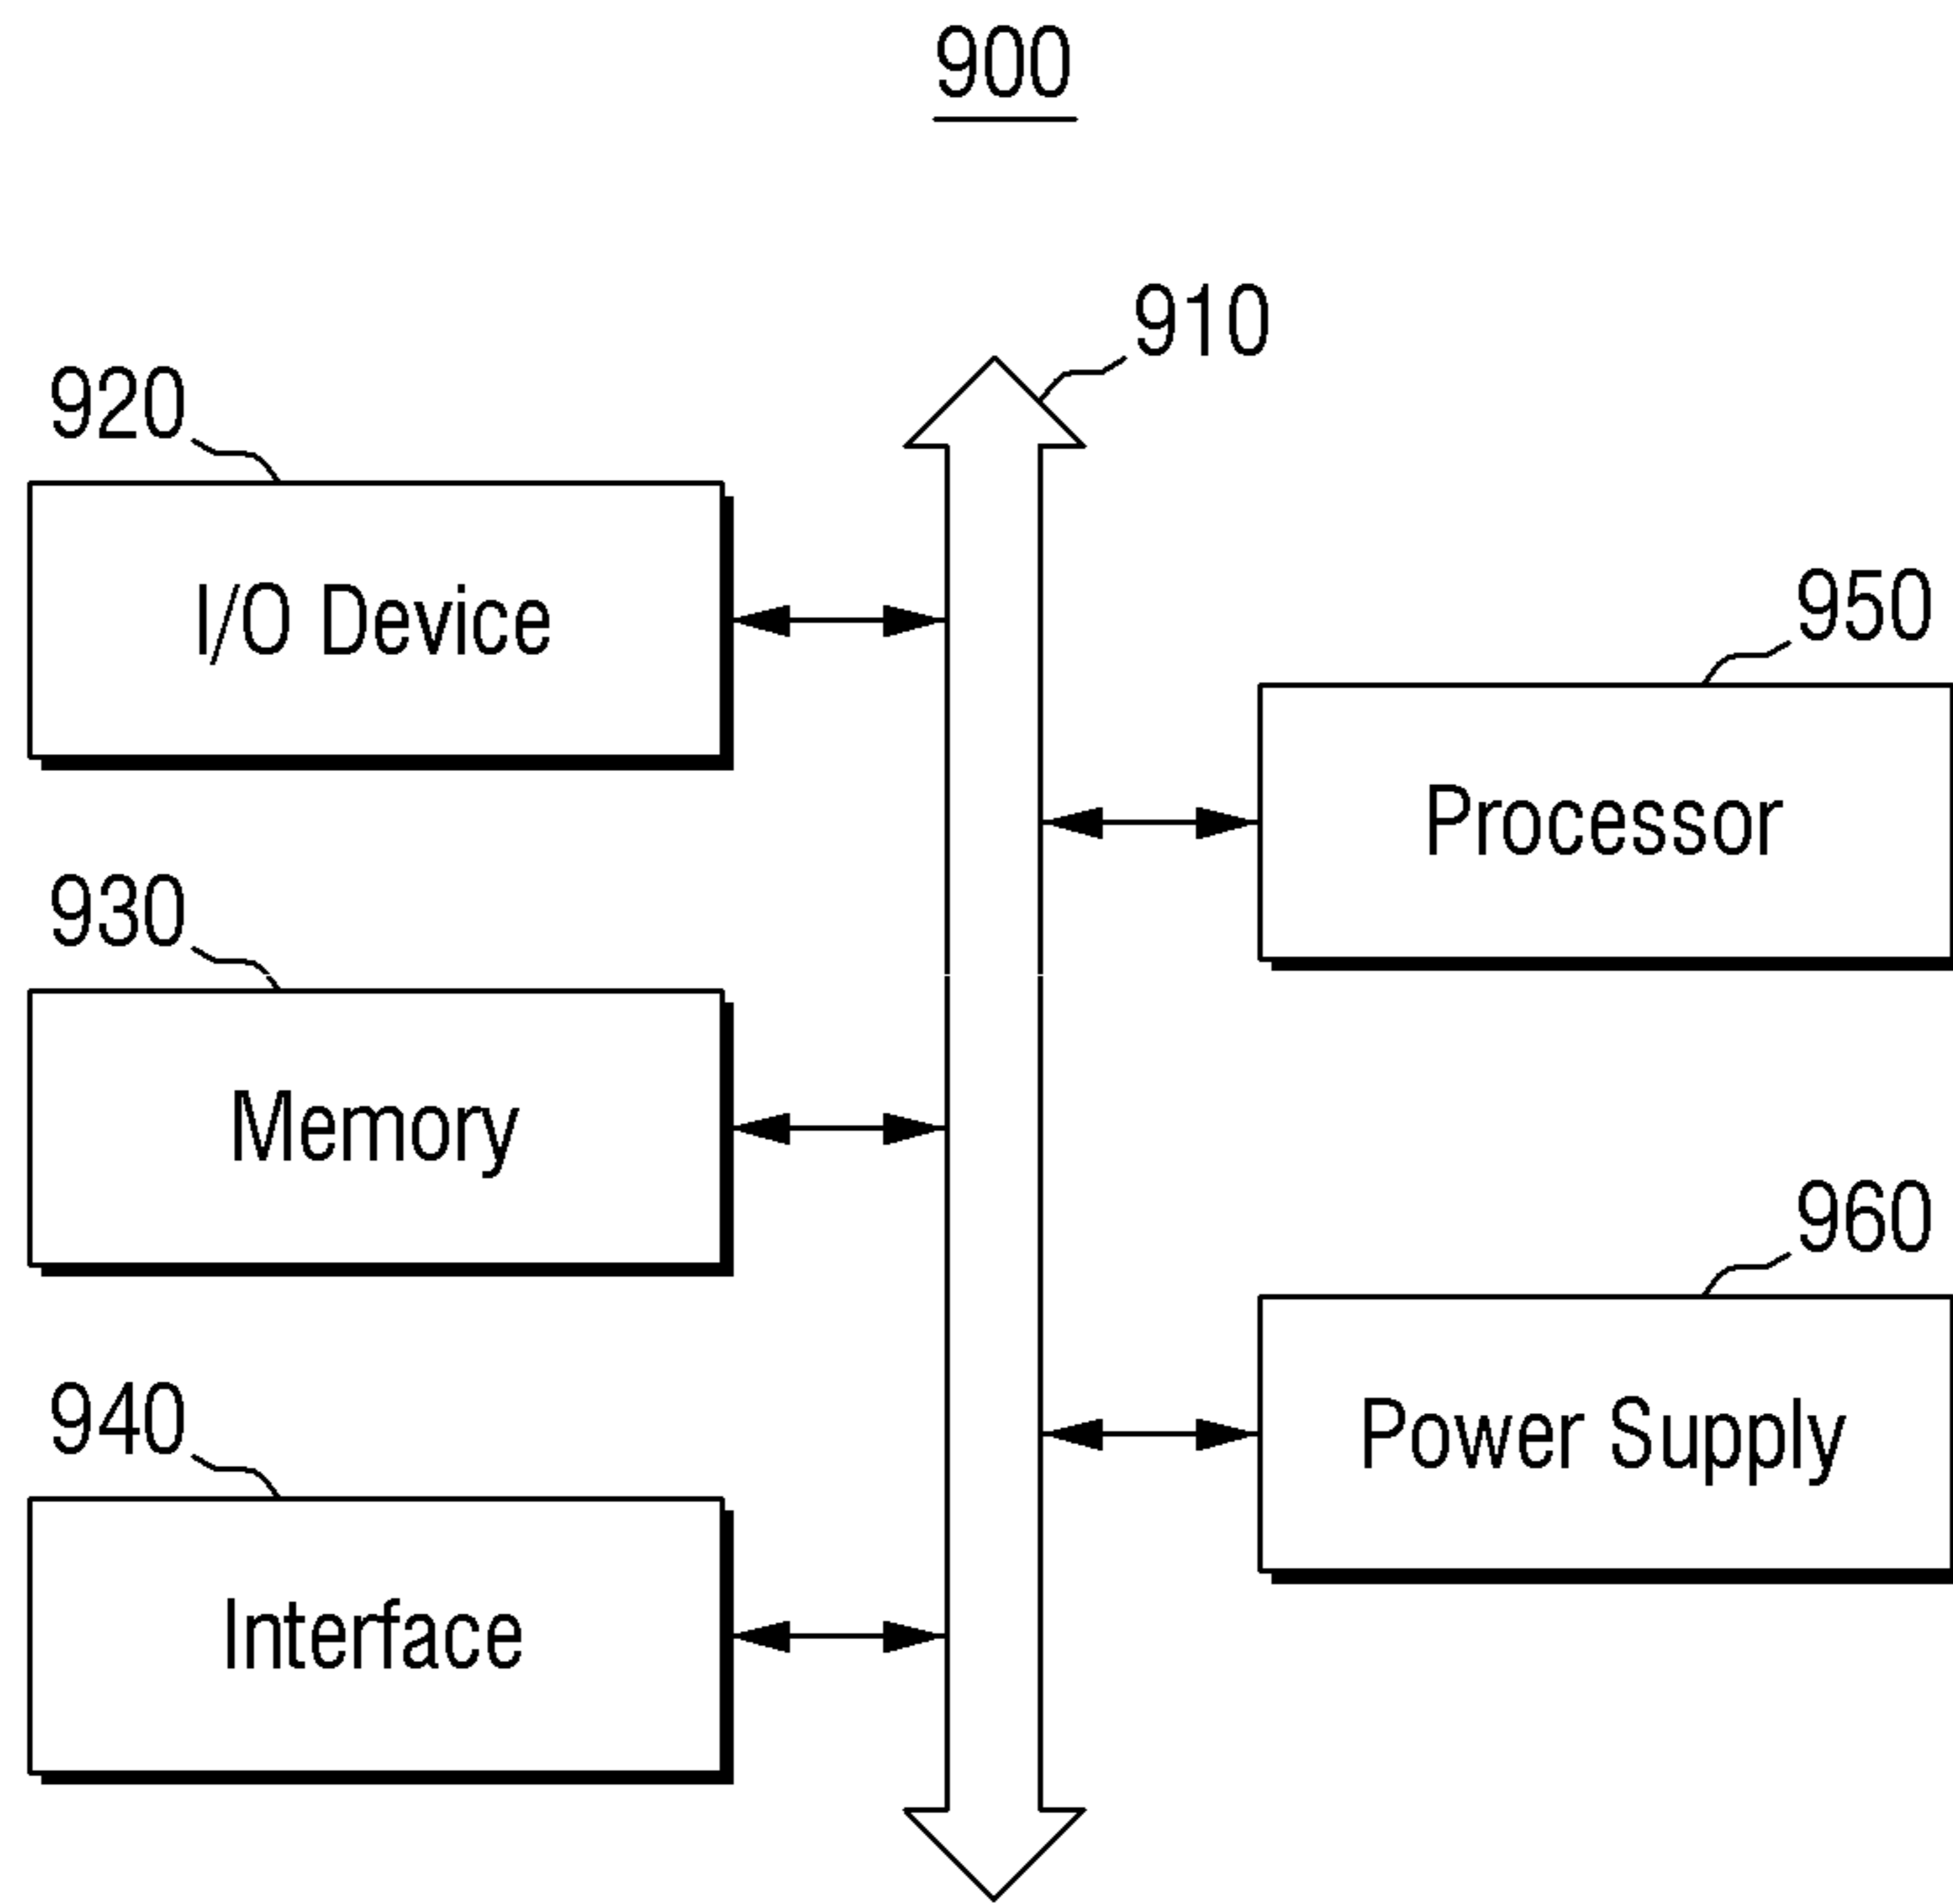 900
910
920
I/O Device
950
Processor
930
Memory
960
Power Supply
940
Interface